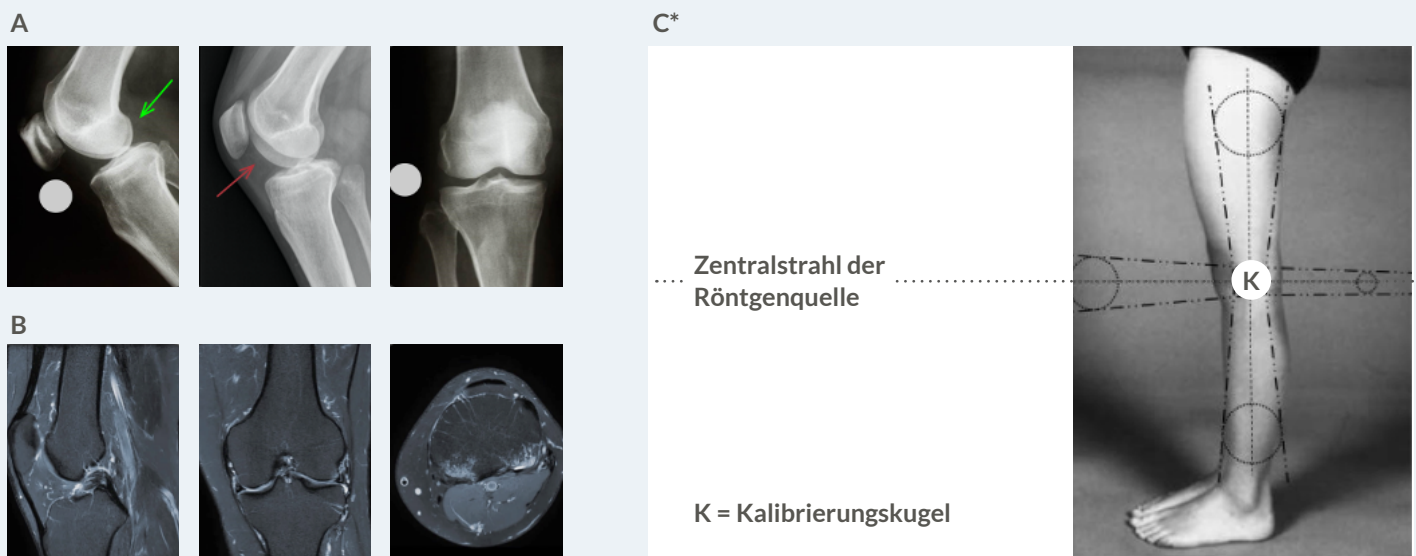 A
C*
Zentralstrahl der
Röntgenquelle
K
B
K = Kalibrierungskugel